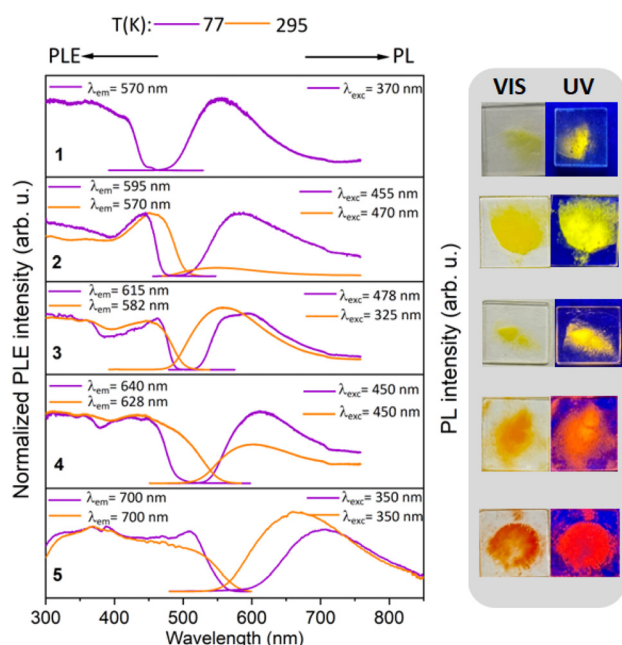 T(K): 77 295
PLE PL
λem= 570 nm λexc= 370 nm
1
λem= 595 nm λexc= 455 nm
λem= 570 nm λexc= 470 nm
2
λem= 615 nm λexc= 478 nm
λem= 582 nm λexc= 325 nm
3
λem= 640 nm λexc= 450 nm
λem= 628 nm λexc= 450 nm
4
λem= 700 nm λexc= 350 nm
λem= 700 nm λexc= 350 nm
5
300 400 500 600 700 800
Wavelength (nm)
Normalized PLE intensity (arb. u.)
PL intensity (arb. u.)
VIS UV